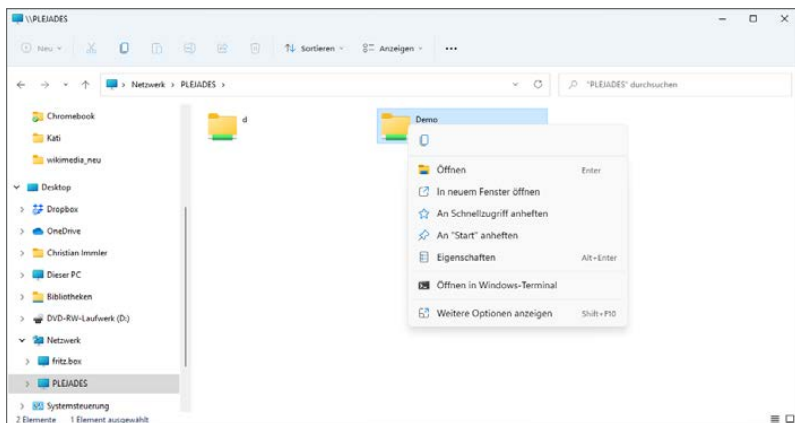 \\PLEJADES
Neu
Sortieren
Anzeigen
Netzwerk > PLEJADES >
"PLEJADES" durchsuchen
Chromebook
Kati
wikimedia_neu
Desktop
Dropbox
OneDrive
Christian Immler
Dieser PC
Bibliotheken
DVD-RW-Laufwerk (D:)
Netzwerk
fritz.box
PLEJADES
Systemsteuerung
d
Demo
Öffnen Enter
In neuem Fenster öffnen
An Schnellzugriff anheften
An "Start" anheften
Eigenschaften Alt+Enter
Öffnen in Windows-Terminal
Weitere Optionen anzeigen Shift+F10
2 Elemente 1 Element ausgewählt